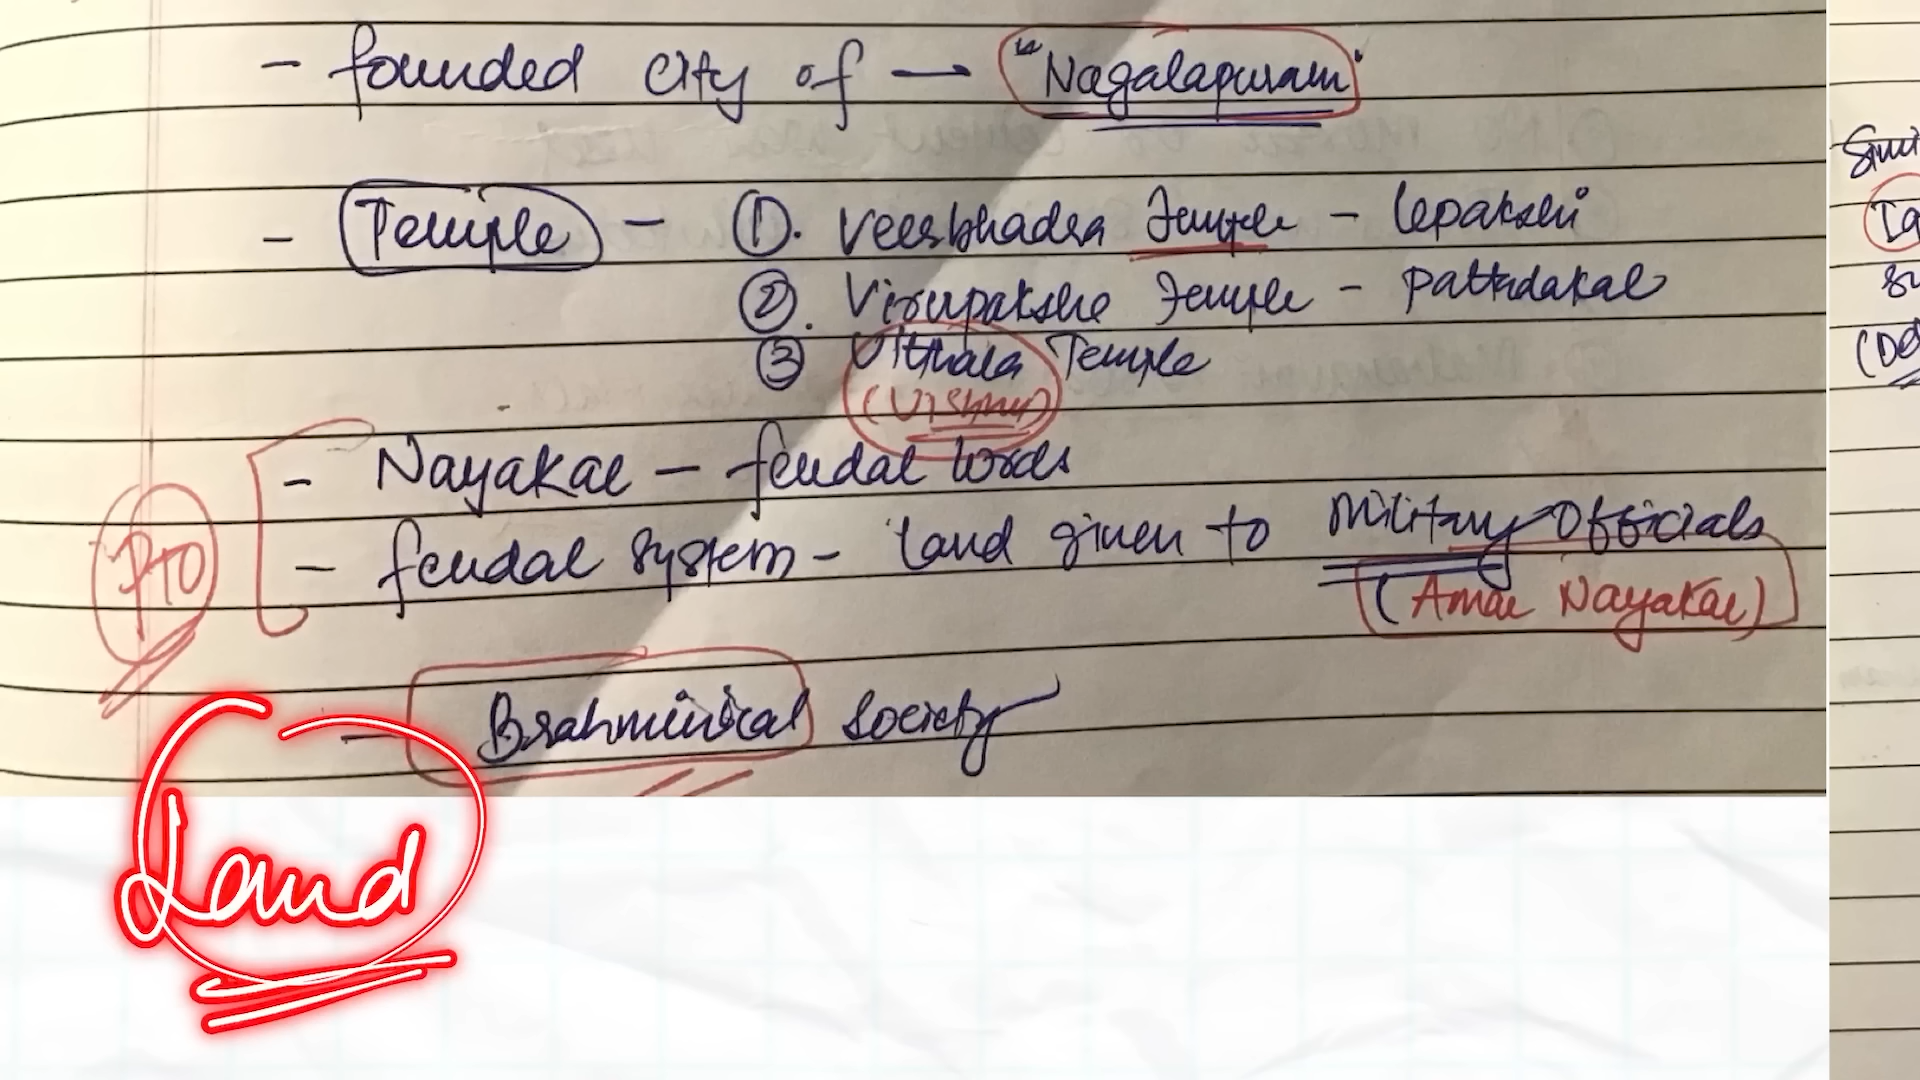 - founded city of → "Nagalapuram"
- Temple - ①. Veerbhadra Temple - lepakshi
②. Virupaksha Temple - Pattadakal
③ Vitthala Temple
(Vishnu)
- Nayakar - feudal lords
PTO
- feudal system - land given to Military Officials
(Amar Nayakar)
- Brahminical Society
Land